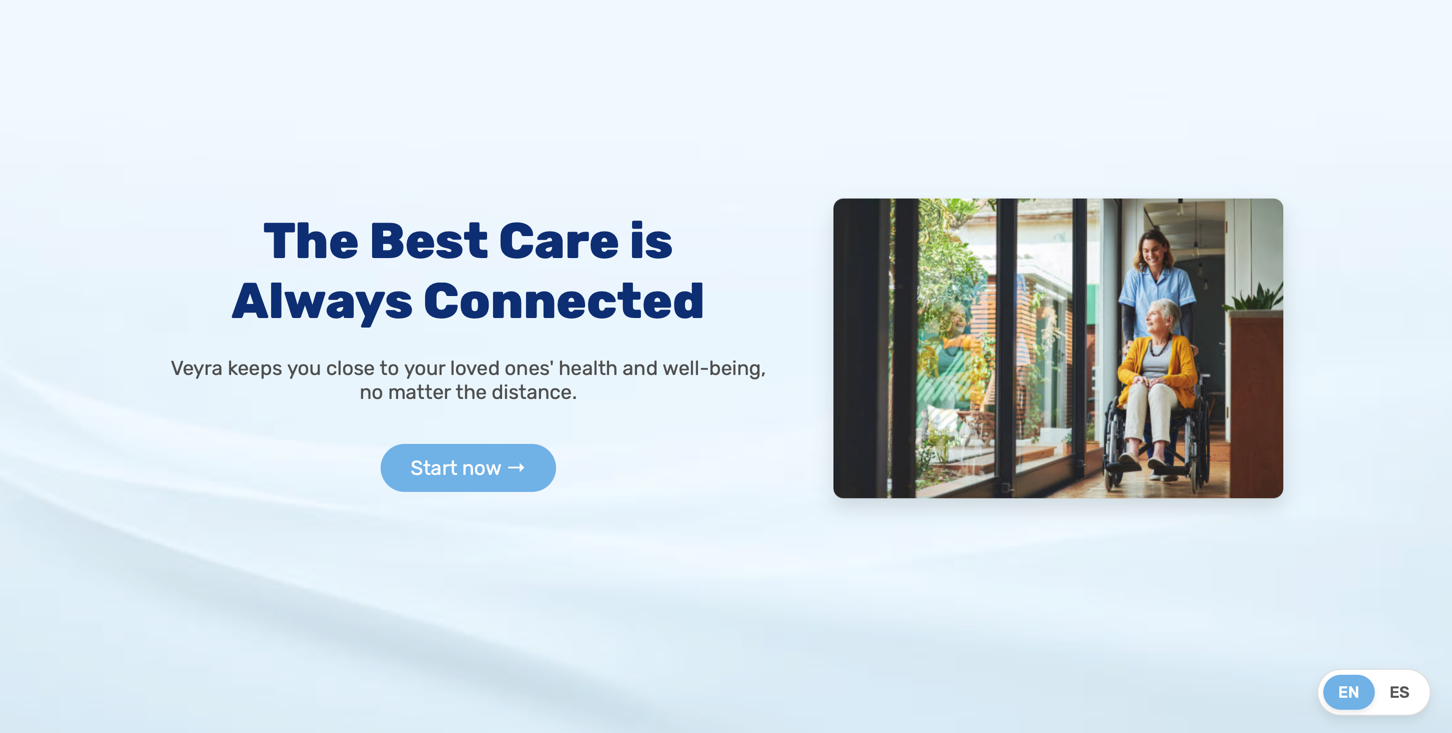 The Best Care is
Always Connected
Veyra keeps you close to your loved ones' health and well-being,
no matter the distance.
Start now →
EN ES